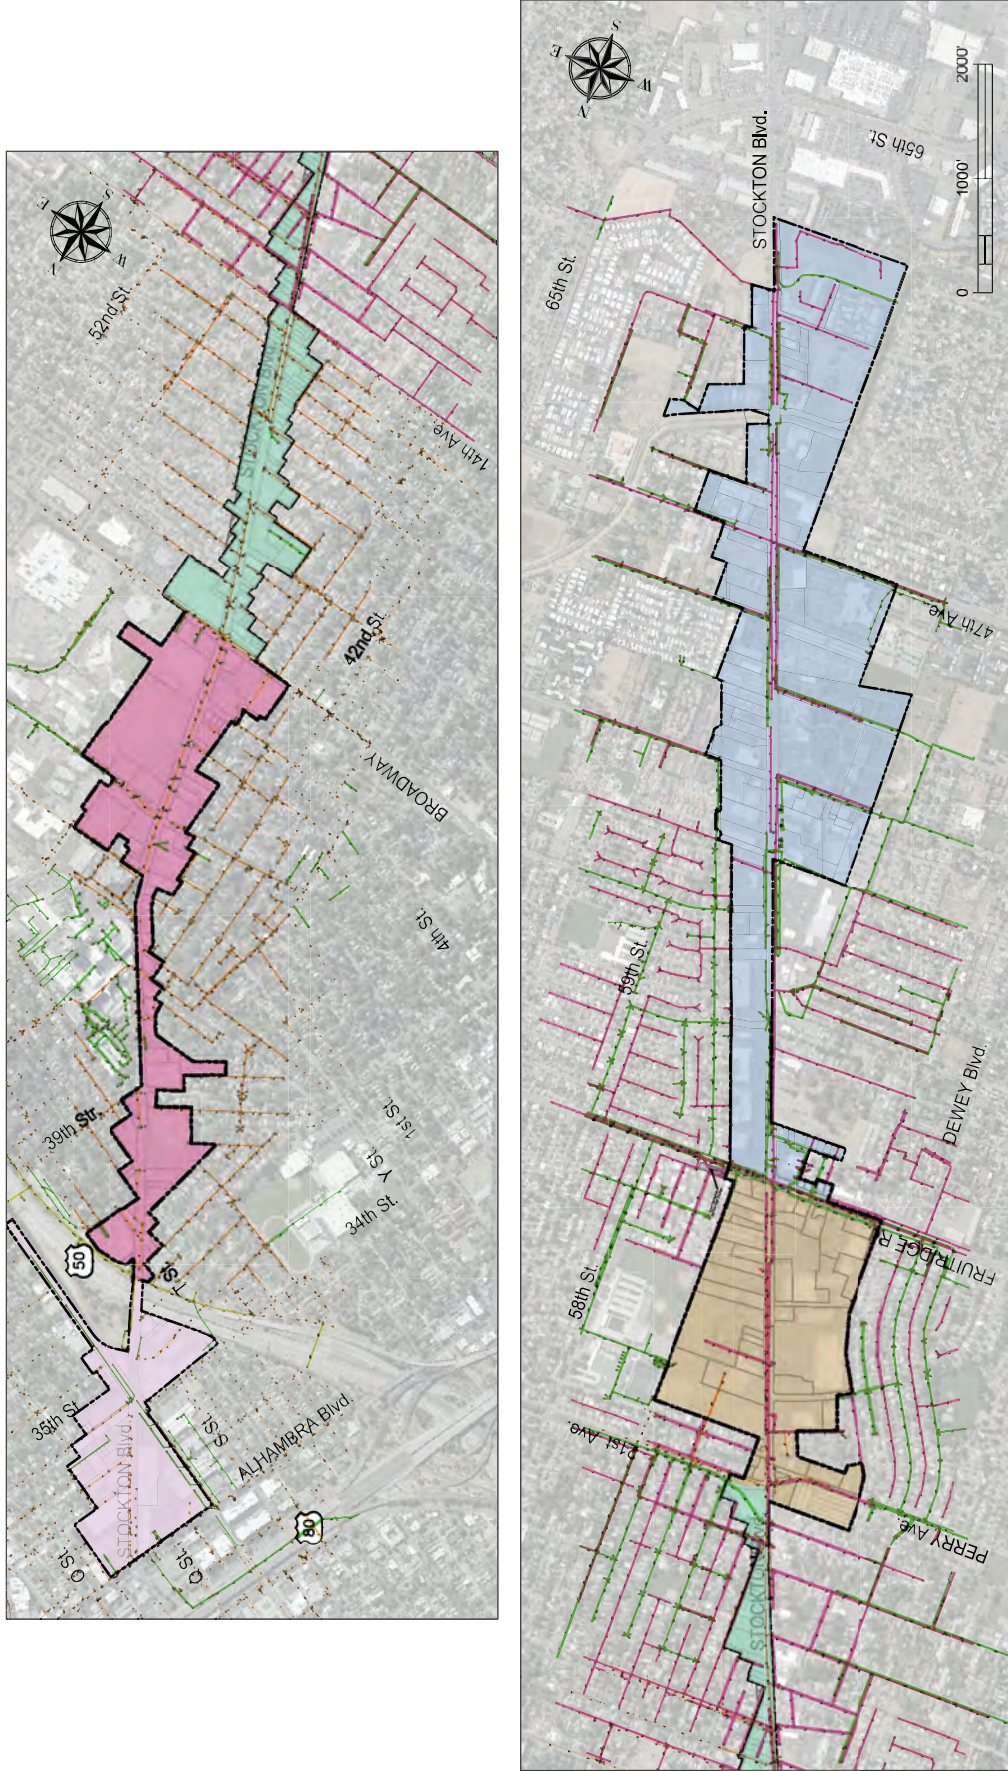 S
E
W
N
52nd St.
STOCKTON
14th Ave.
42nd St.
BROADWAY
4th St.
39th Str.
1st St.
Y St.
34th St.
50
T St.
35th St.
S St.
ALHAMBRA Blvd.
STOCKTON Blvd.
O St.
Q St.
80
S
E
W
N
2000'
1000'
0
STOCKTON Blvd.
65th St.
65th St.
47th Ave.
59th St.
DEWEY Blvd.
FRUITRIDGE R
58th St.
21st Ave.
PERRY Ave.
STOCKTON